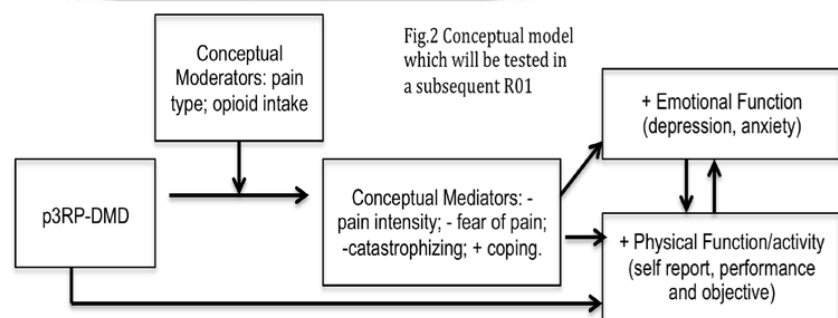 Conceptual
Moderators: pain
type; opioid intake
Fig.2 Conceptual model
which will be tested in
a subsequent R01
+ Emotional Function
(depression, anxiety)
p3RP-DMD
Conceptual Mediators: -
pain intensity; - fear of pain;
-catastrophizing; + coping.
+ Physical Function/activity
(self report, performance
and objective)